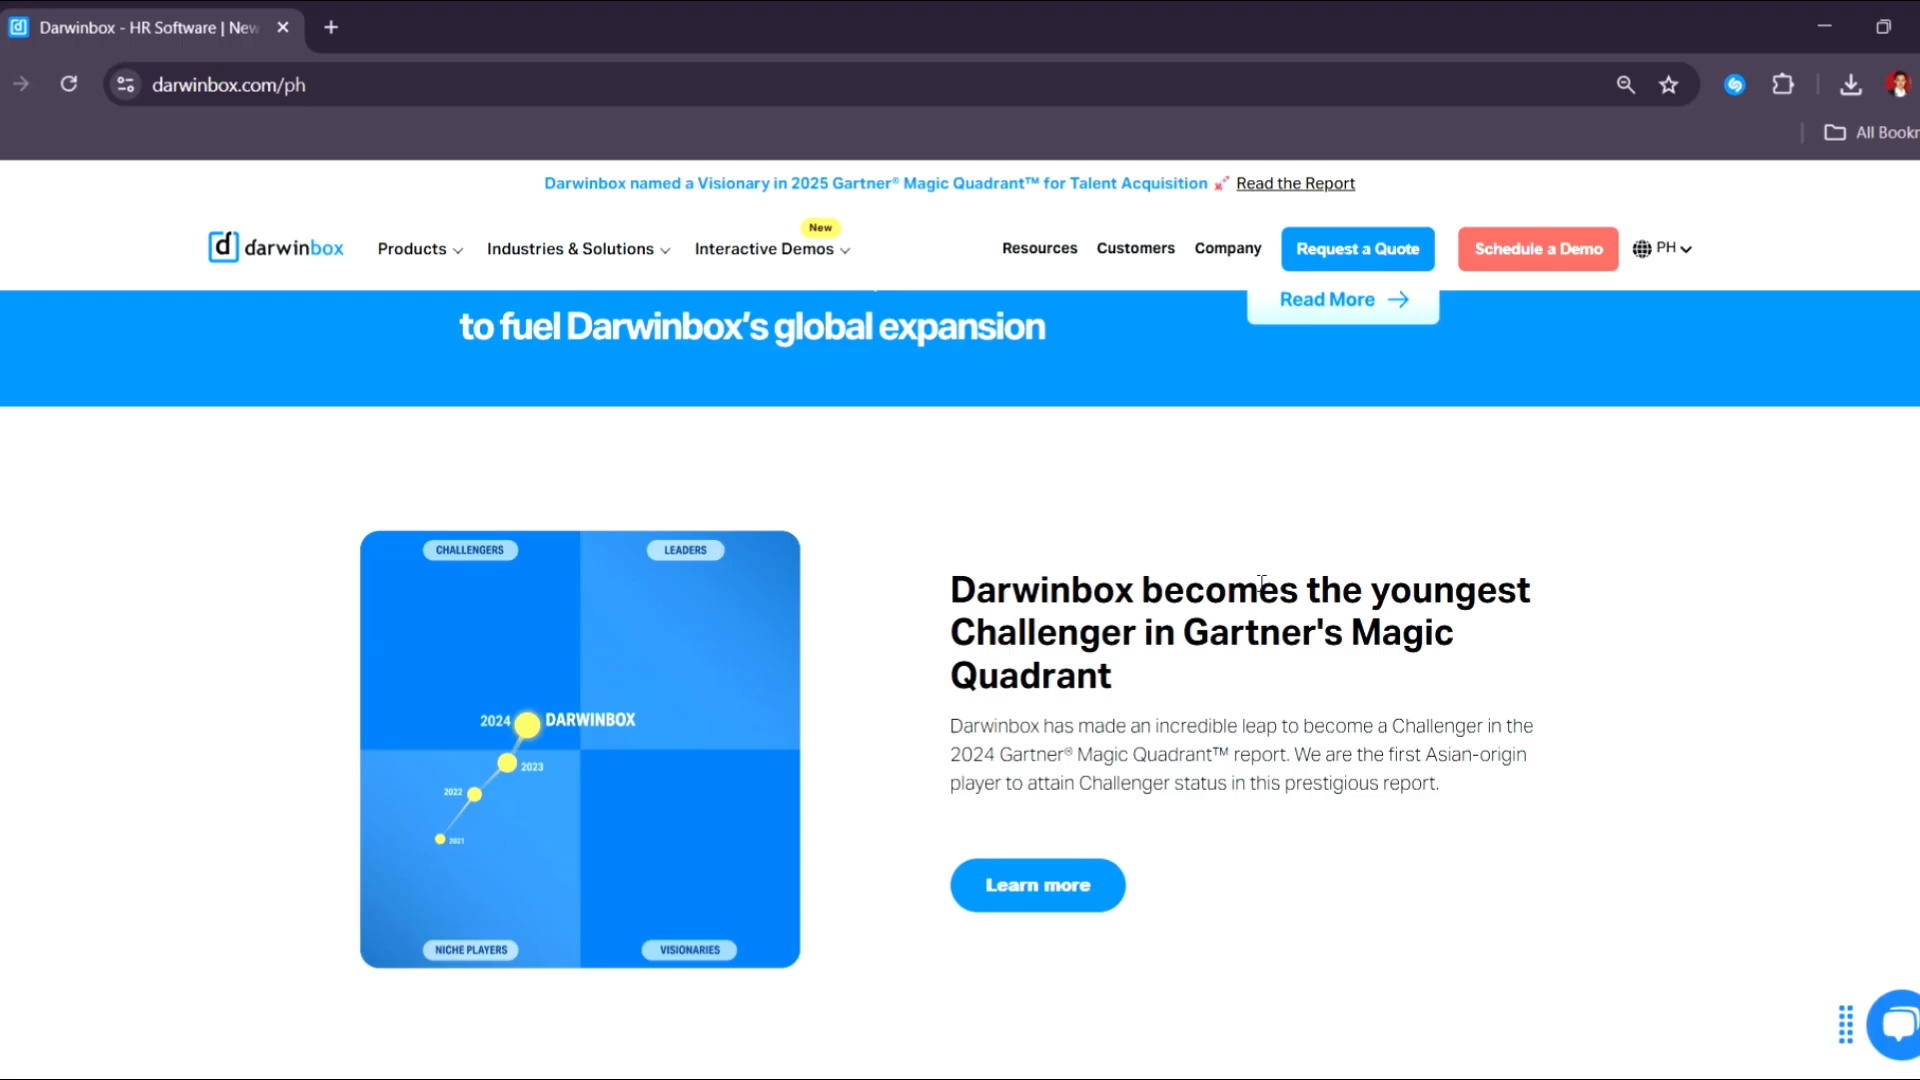 Darwinbox - HR Software | New
darwinbox.com/ph
All Bookr
Darwinbox named a Visionary in 2025 Gartner® Magic Quadrant™ for Talent Acquisition 🚀 Read the Report
darwinbox
Products
Industries & Solutions
Interactive Demos
New
Resources
Customers
Company
Request a Quote
Schedule a Demo
PH
to fuel Darwinbox's global expansion
Read More →
CHALLENGERS
LEADERS
2024 DARWINBOX
2023
2022
2021
NICHE PLAYERS
VISIONARIES
Darwinbox becomes the youngest
Challenger in Gartner's Magic
Quadrant
Darwinbox has made an incredible leap to become a Challenger in the
2024 Gartner® Magic Quadrant™ report. We are the first Asian-origin
player to attain Challenger status in this prestigious report.
Learn more